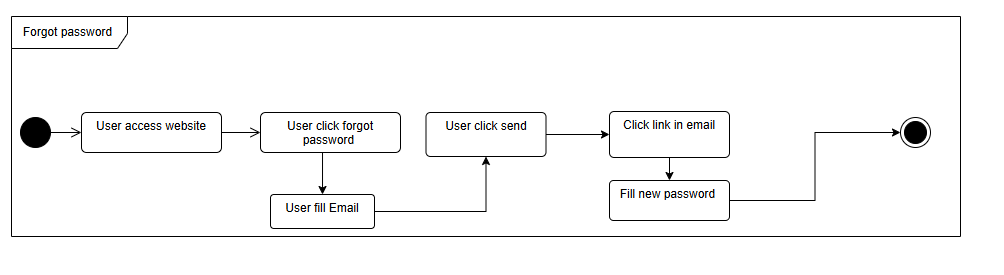 Forgot password
User access website
User click forgot
password
User fill Email
User click send
Click link in email
Fill new password